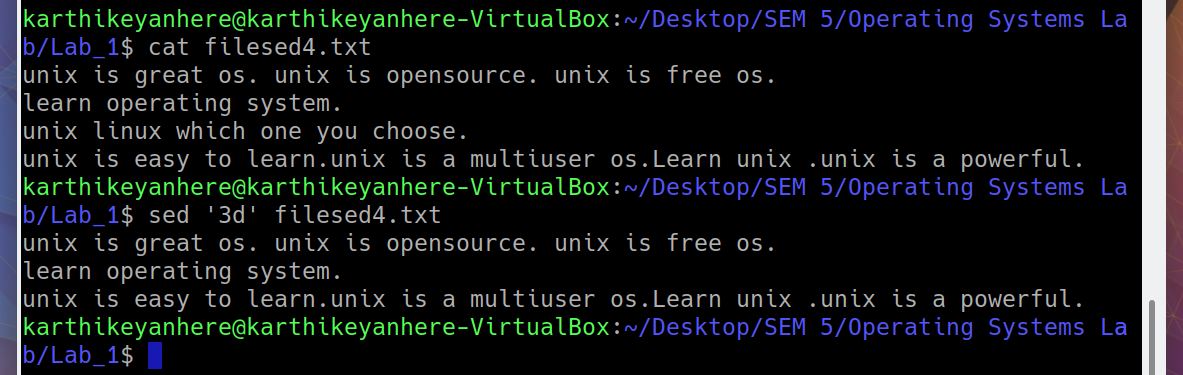 karthikeyanhere@karthikeyanhere-VirtualBox:~/Desktop/SEM 5/Operating Systems La
b/Lab_1$ cat filesed4.txt
unix is great os. unix is opensource. unix is free os.
learn operating system.
unix linux which one you choose.
unix is easy to learn.unix is a multiuser os.Learn unix .unix is a powerful.
karthikeyanhere@karthikeyanhere-VirtualBox:~/Desktop/SEM 5/Operating Systems La
b/Lab_1$ sed '3d' filesed4.txt
unix is great os. unix is opensource. unix is free os.
learn operating system.
unix is easy to learn.unix is a multiuser os.Learn unix .unix is a powerful.
karthikeyanhere@karthikeyanhere-VirtualBox:~/Desktop/SEM 5/Operating Systems La
b/Lab_1$